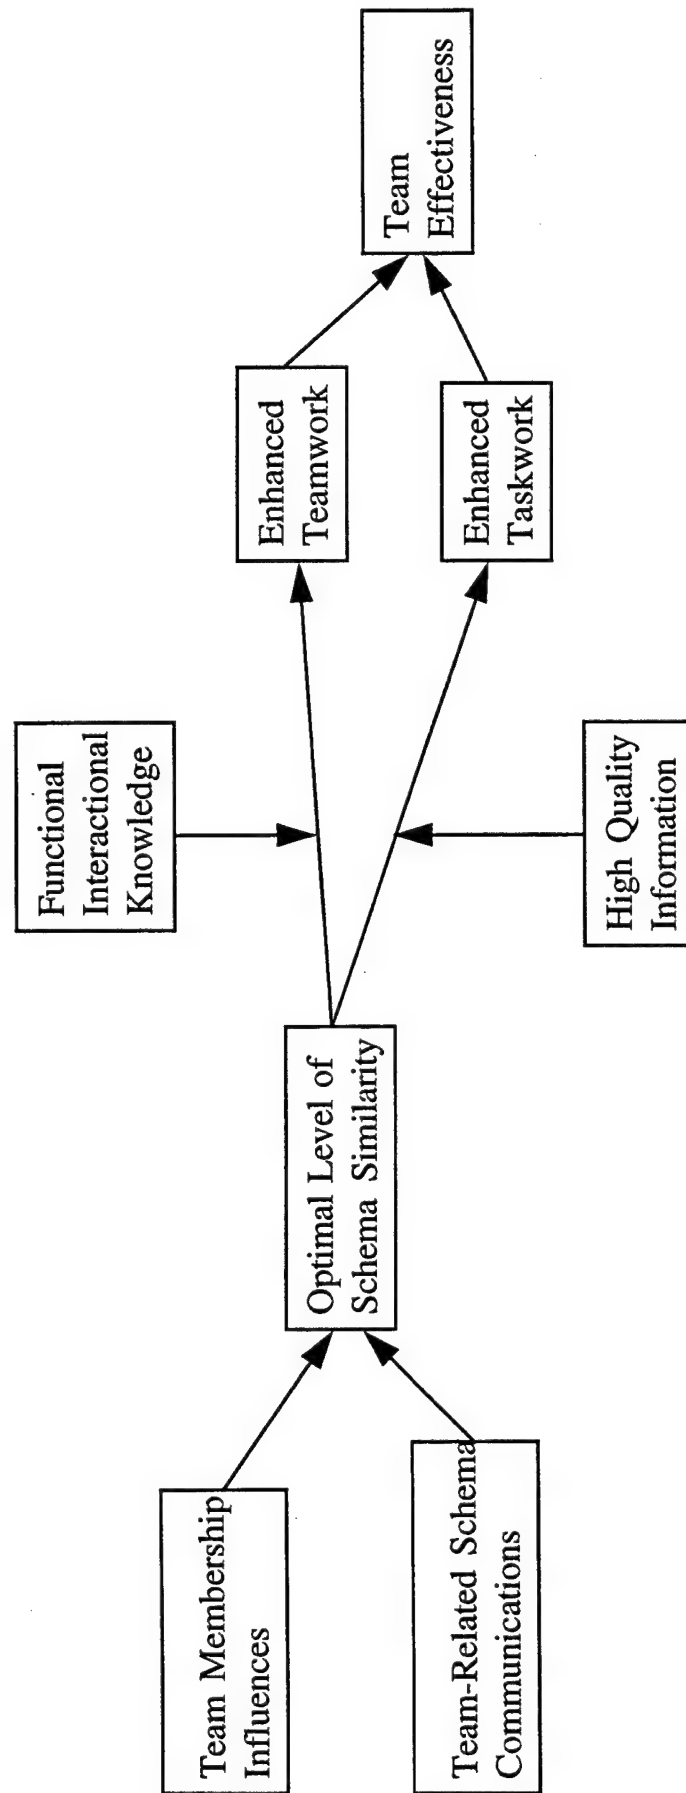 Team Membership
Influences
Team-Related Schema
Communications
Optimal Level of
Schema Similarity
Functional
Interactional
Knowledge
High Quality
Information
Enhanced
Teamwork
Enhanced
Taskwork
Team
Effectiveness